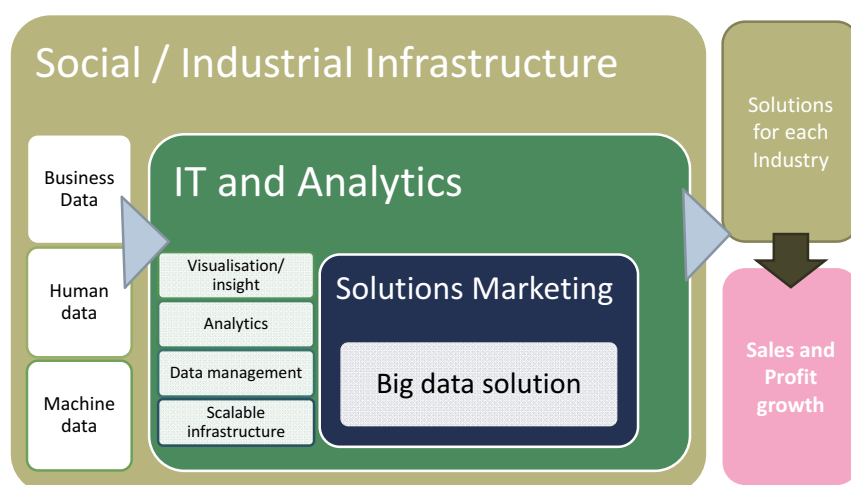 Social / Industrial Infrastructure
Business
Data
Human
data
Machine
data
IT and Analytics
Visualisation/
insight
Analytics
Data management
Scalable
infrastructure
Solutions Marketing
Big data solution
Solutions
for each
Industry
Sales and
Profit
growth